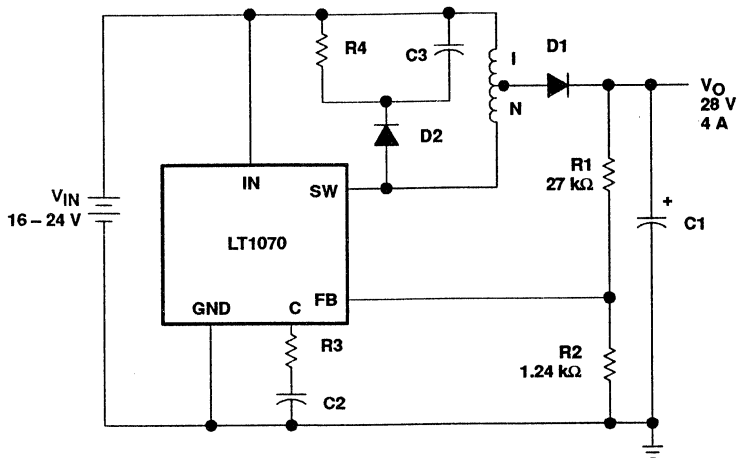 R4
C3
I
D1
N
D2
VO
28 V
4 A
IN
SW
R1
27 kΩ
VIN
16 – 24 V
LT1070
+
C1
GND
C
FB
R3
R2
1.24 kΩ
C2